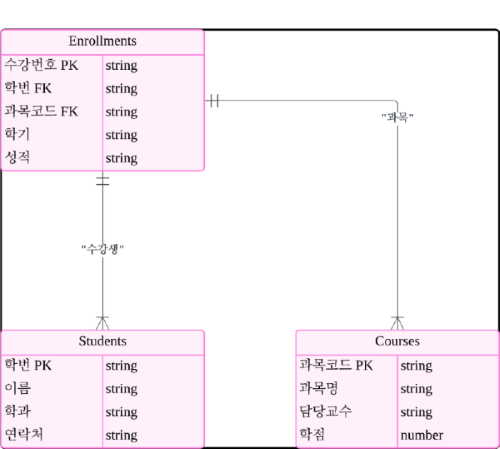 Enrollments
수강번호 PK string
학번 FK string
과목코드 FK string
학기 string
성적 string
"과목"
"수강생"
Students
학번 PK string
이름 string
학과 string
연락처 string
Courses
과목코드 PK string
과목명 string
담당교수 string
학점 number